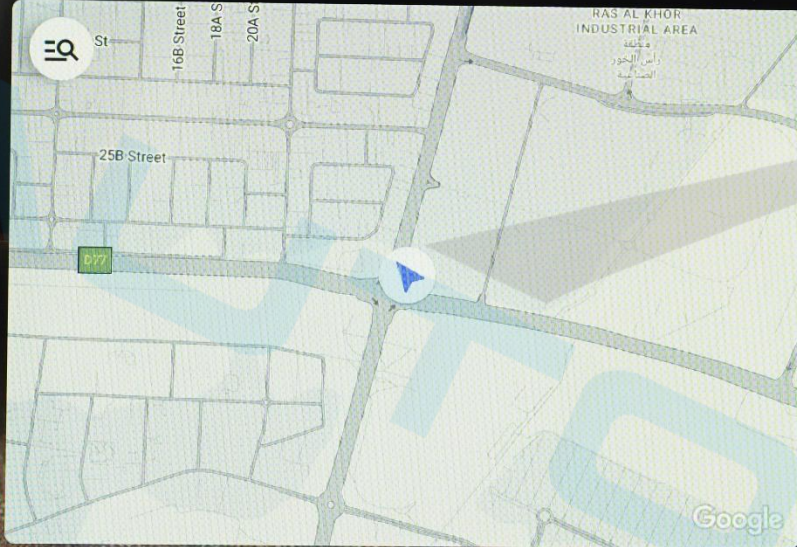 St
16B Street
18A S
20A S
RAS AL KHOR
INDUSTRIAL AREA
منطقة
رأس الخور
الصناعية
25B Street
D77
Google